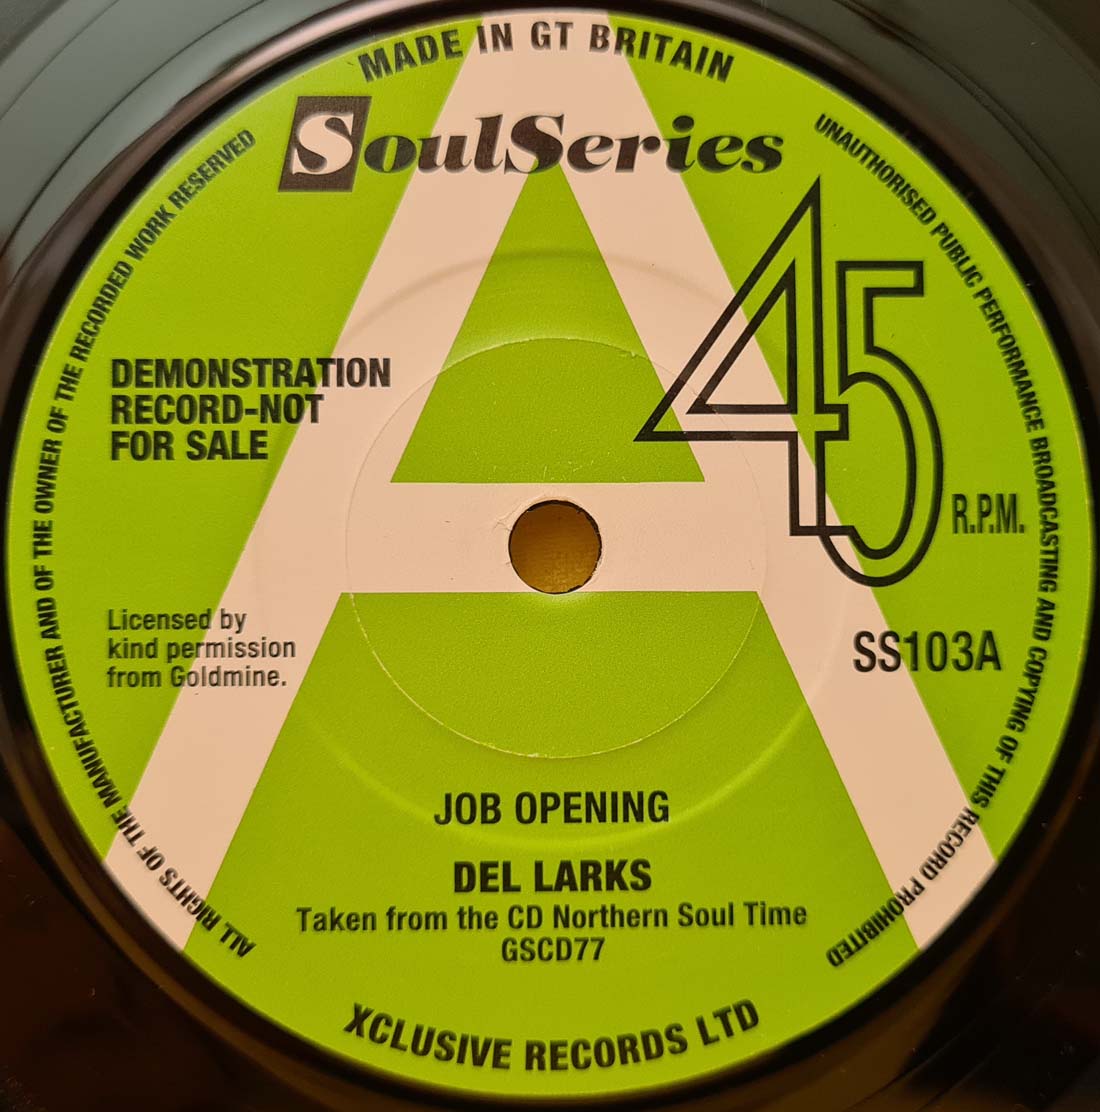 MADE IN GT BRITAIN
SoulSeries
45
R.P.M.
DEMONSTRATION
RECORD-NOT
FOR SALE
Licensed by
kind permission
from Goldmine.
SS103A
JOB OPENING
DEL LARKS
Taken from the CD Northern Soul Time
GSCD77
XCLUSIVE RECORDS LTD
ALL RIGHTS OF THE MANUFACTURER AND OF THE OWNER OF THE RECORDED WORK RESERVED
UNAUTHORISED PUBLIC PERFORMANCE BROADCASTING AND COPYING OF THIS RECORD PROHIBITED
A